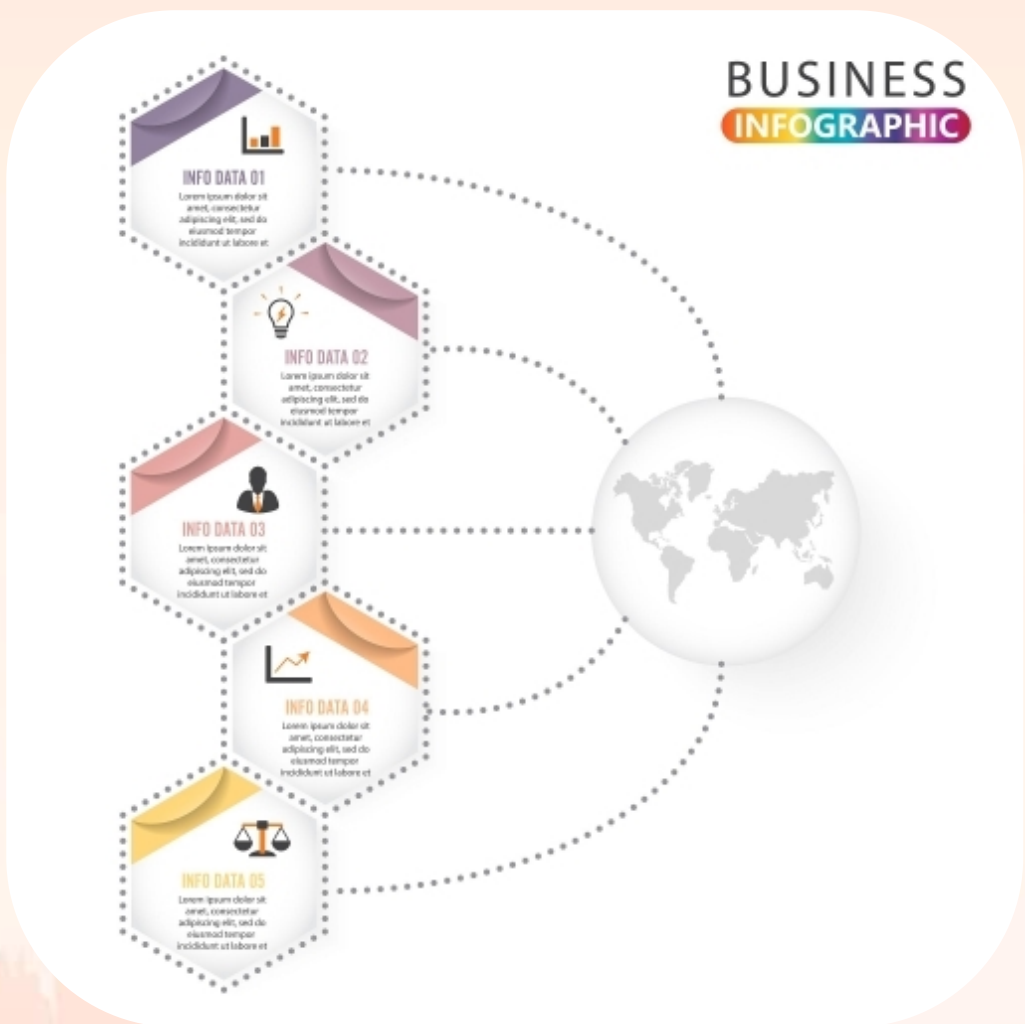 BUSINESS
INFOGRAPHIC
INFO DATA 01
Lorem ipsum dolor sit
amet, consectetur
adipiscing elit, sed do
eiusmod tempor
incididunt ut labore et
INFO DATA 02
Lorem ipsum dolor sit
amet, consectetur
adipiscing elit, sed do
eiusmod tempor
incididunt ut labore et
INFO DATA 03
Lorem ipsum dolor sit
amet, consectetur
adipiscing elit, sed do
eiusmod tempor
incididunt ut labore et
INFO DATA 04
Lorem ipsum dolor sit
amet, consectetur
adipiscing elit, sed do
eiusmod tempor
incididunt ut labore et
INFO DATA 05
Lorem ipsum dolor sit
amet, consectetur
adipiscing elit, sed do
eiusmod tempor
incididunt ut labore et